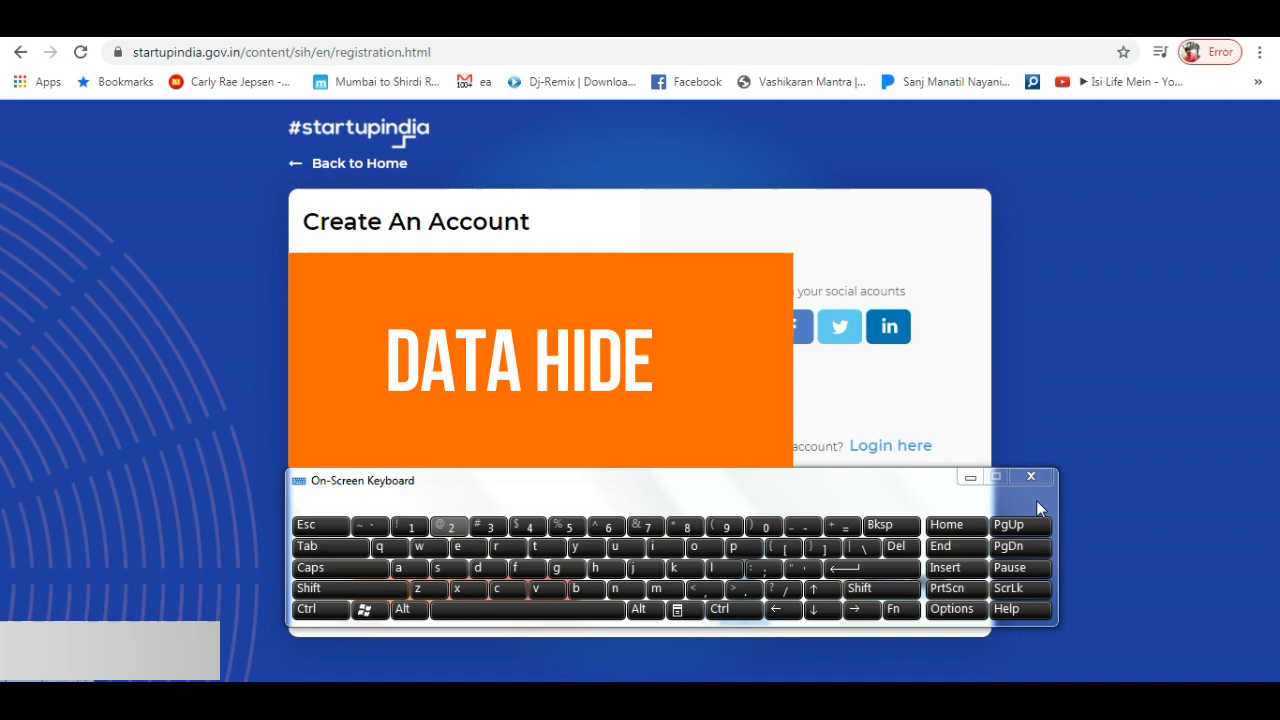 startupindia.gov.in/content/sih/en/registration.html
Error
Apps
Bookmarks
Carly Rae Jepsen -...
Mumbai to Shirdi R...
100+
ea
Dj-Remix | Downloa...
Facebook
Vashikaran Mantra |...
Sanj Manatil Nayani...
Isi Life Mein - Yo...
»
#startupindia
← Back to Home
Create An Account
your social acounts
in
DATA HIDE
account? Login here
On-Screen Keyboard
Esc ~ ` ! 1 @ 2 # 3 $ 4 % 5 ^ 6 & 7 * 8 ( 9 ) 0 _ - + = Bksp Home PgUp
Tab q w e r t y u i o p { [ } ] | \ Del End PgDn
Caps a s d f g h j k l : ; " ' Insert Pause
Shift z x c v b n m < , > . ? / ↑ Shift PrtScn ScrLk
Ctrl Alt Alt Ctrl ← ↓ → Fn Options Help